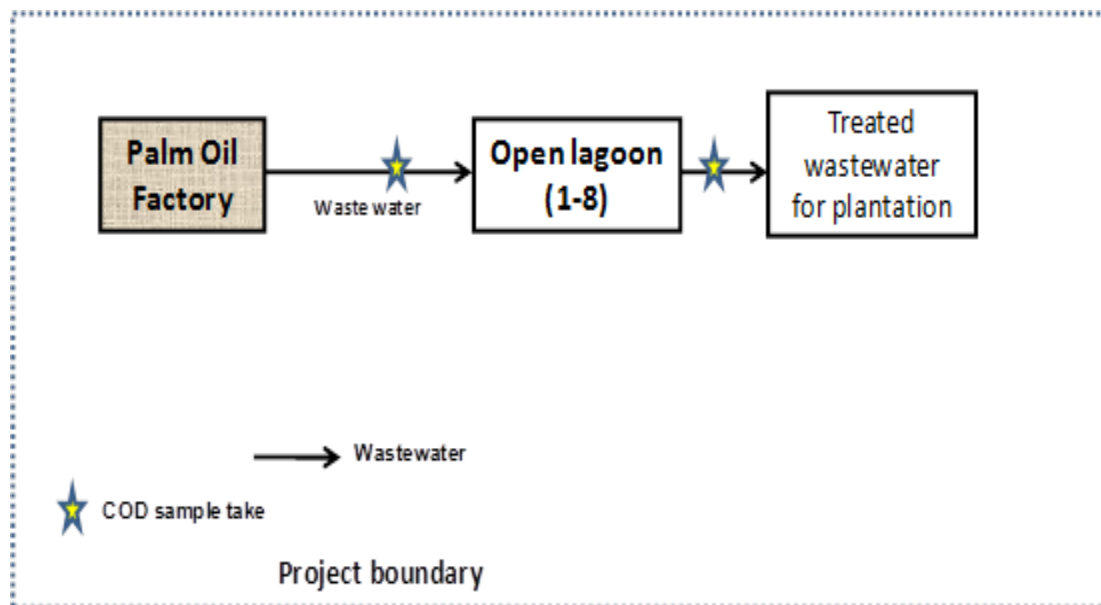 Palm Oil
Factory
Waste water
Open lagoon
(1-8)
Treated
wastewater
for plantation
Wastewater
COD sample take
Project boundary